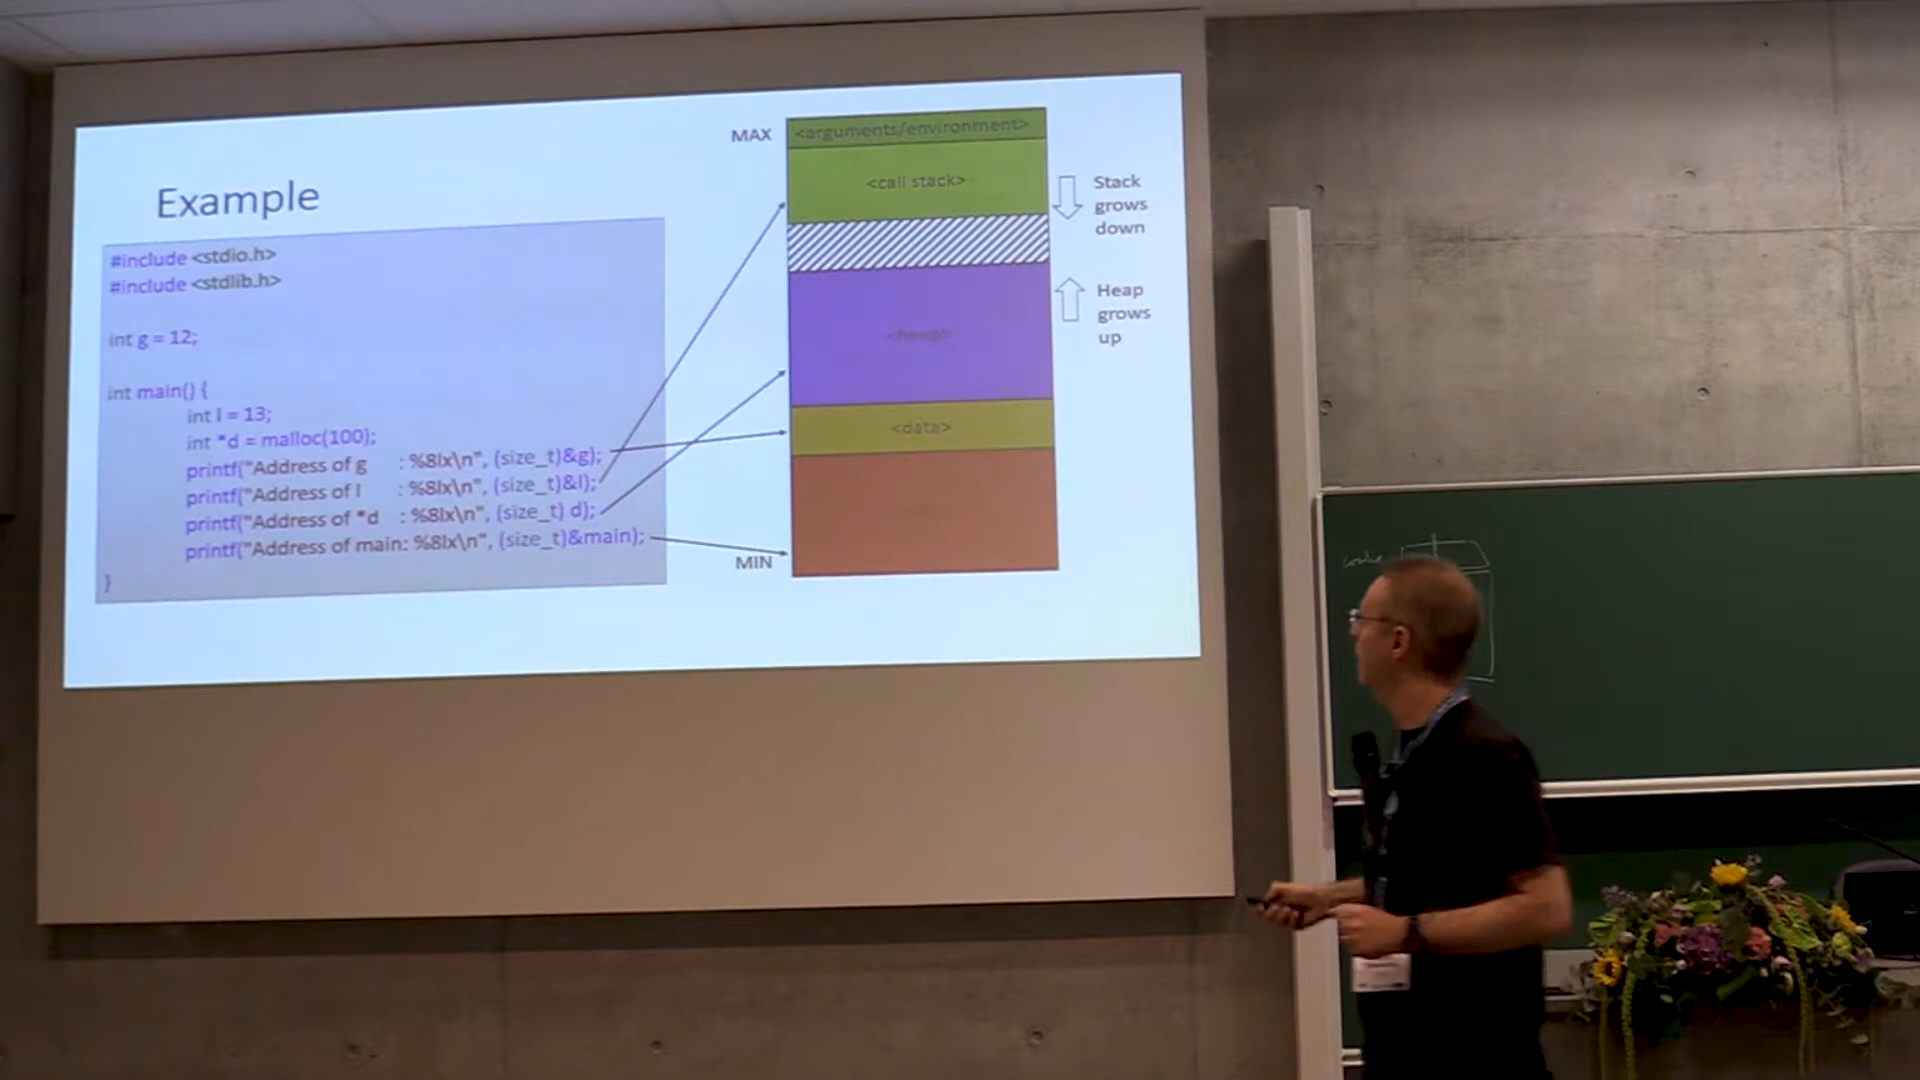 Example
#include <stdio.h>
#include <stdlib.h>
int g = 12;
int main() {
int l = 13;
int *d = malloc(100);
printf("Address of g : %8lx\n", (size_t)&g);
printf("Address of l : %8lx\n", (size_t)&l);
printf("Address of *d : %8lx\n", (size_t) d);
printf("Address of main: %8lx\n", (size_t)&main);
}
MAX
<arguments/environment>
<call stack>
Stack
grows
down
<heap>
Heap
grows
up
<data>
MIN